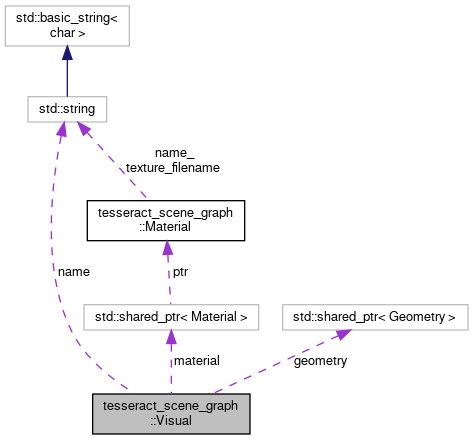 std::basic_string<
char >
std::string
name_
texture_filename
tesseract_scene_graph
::Material
name
ptr
std::shared_ptr< Material >
std::shared_ptr< Geometry >
material
geometry
tesseract_scene_graph
::Visual